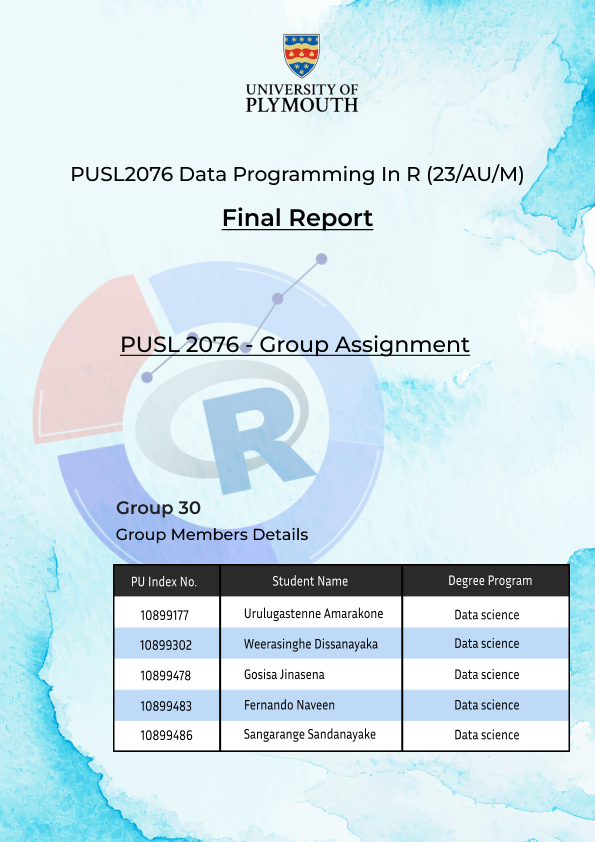 UNIVERSITY OF
PLYMOUTH
PUSL2076 Data Programming In R (23/AU/M)
Final Report
PUSL 2076 - Group Assignment
R
Group 30
Group Members Details
PU Index No. Student Name Degree Program
10899177 Urulugastenne Amarakone Data science
10899302 Weerasinghe Dissanayaka Data science
10899478 Gosisa Jinasena Data science
10899483 Fernando Naveen Data science
10899486 Sangarange Sandanayake Data science